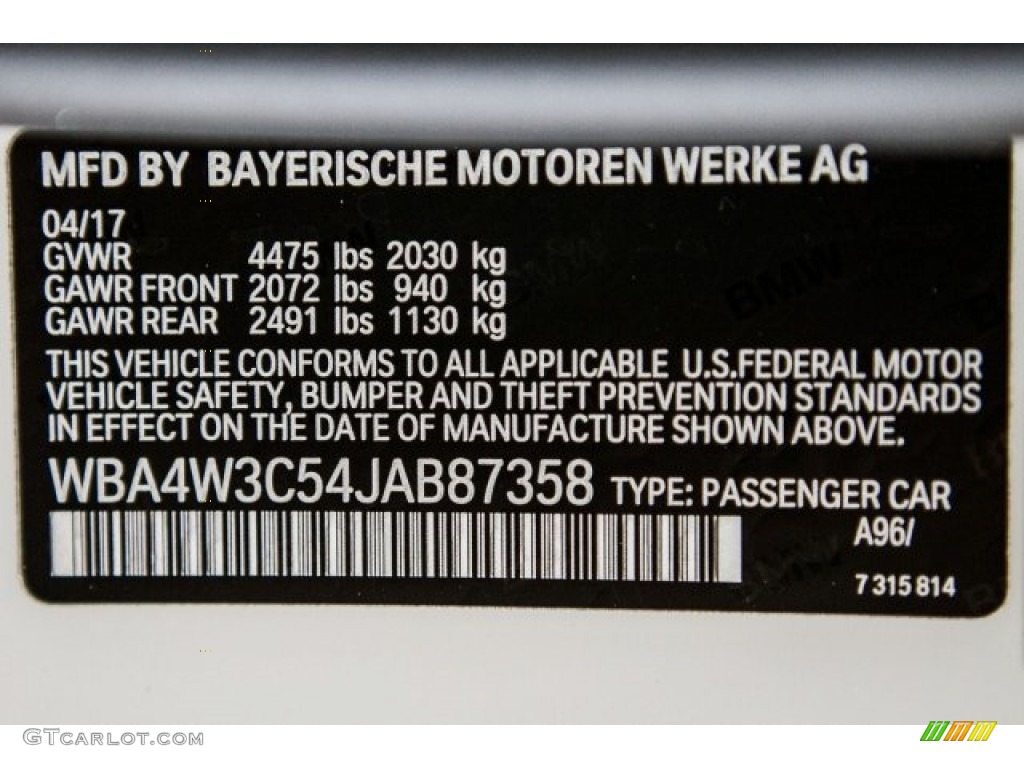 MFD BY BAYERISCHE MOTOREN WERKE AG
04/17
GVWR 4475 lbs 2030 kg
GAWR FRONT 2072 lbs 940 kg
GAWR REAR 2491 lbs 1130 kg
THIS VEHICLE CONFORMS TO ALL APPLICABLE U.S.FEDERAL MOTOR
VEHICLE SAFETY, BUMPER AND THEFT PREVENTION STANDARDS
IN EFFECT ON THE DATE OF MANUFACTURE SHOWN ABOVE.
WBA4W3C54JAB87358 TYPE: PASSENGER CAR
A96/
7 315 814
GTCARLOT.COM